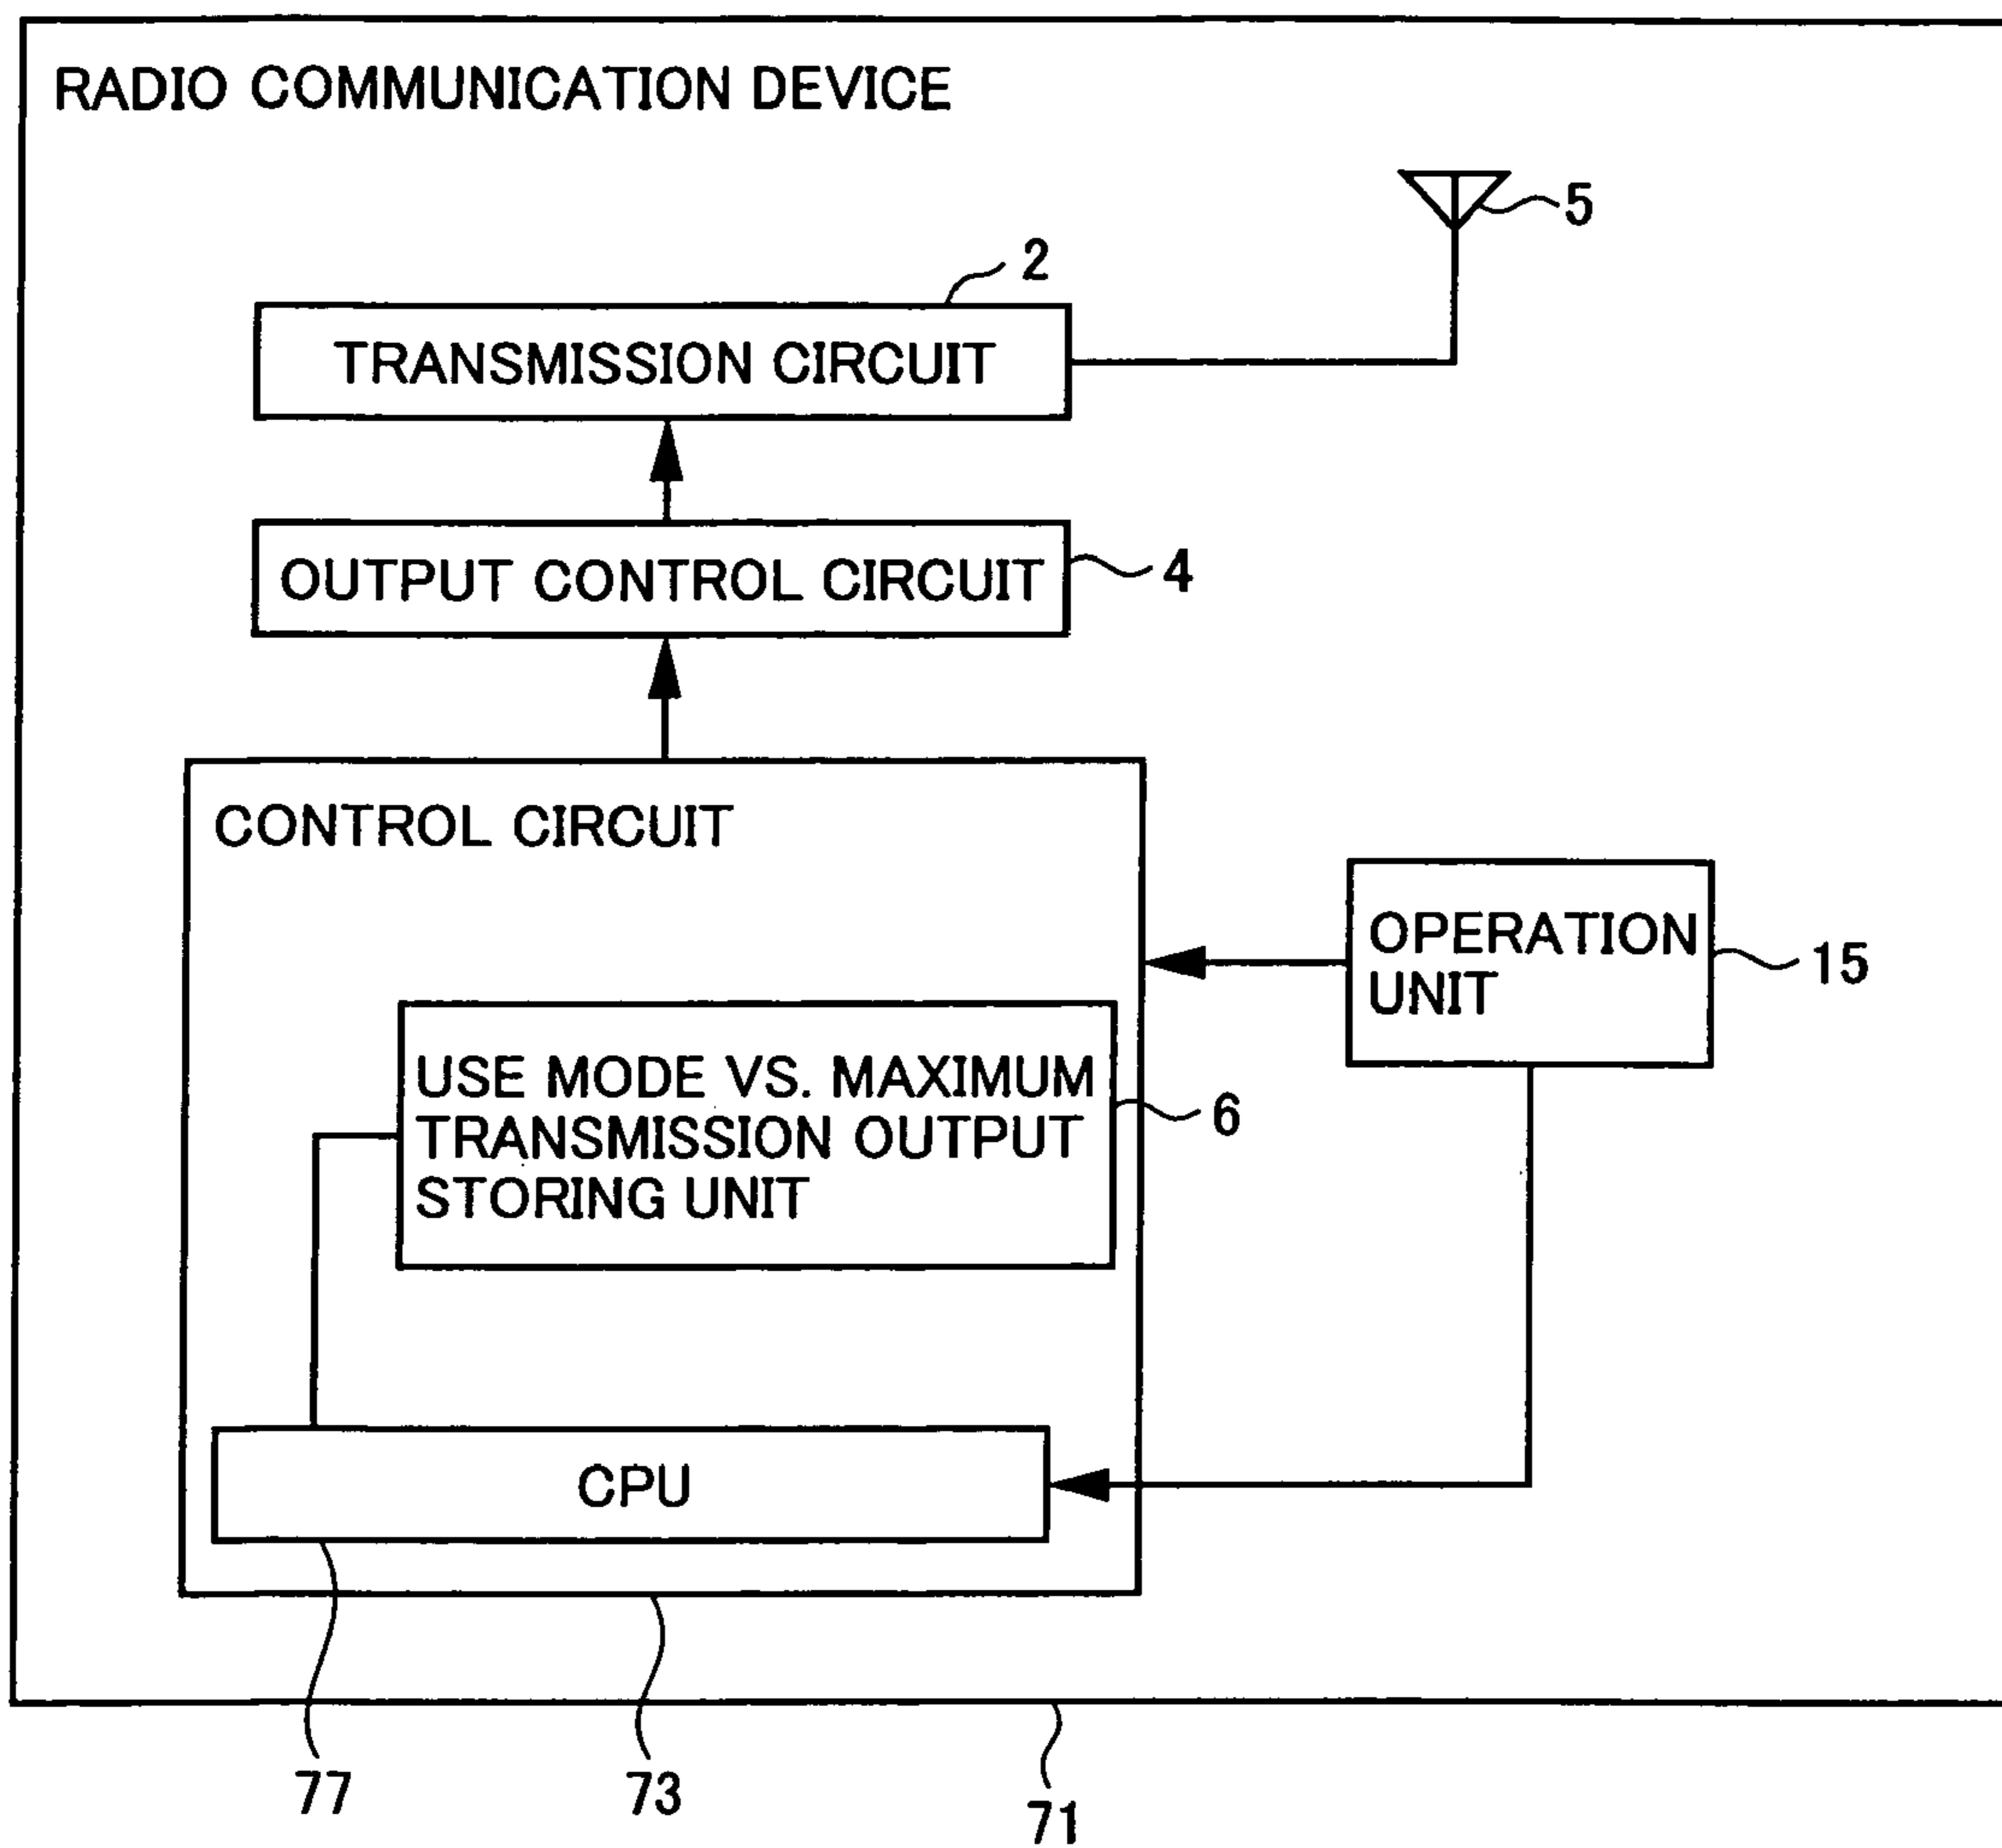 RADIO COMMUNICATION DEVICE
5
2
TRANSMISSION CIRCUIT
OUTPUT CONTROL CIRCUIT
4
CONTROL CIRCUIT
OPERATION
UNIT
15
USE MODE VS. MAXIMUM
TRANSMISSION OUTPUT
STORING UNIT
6
CPU
77
73
71